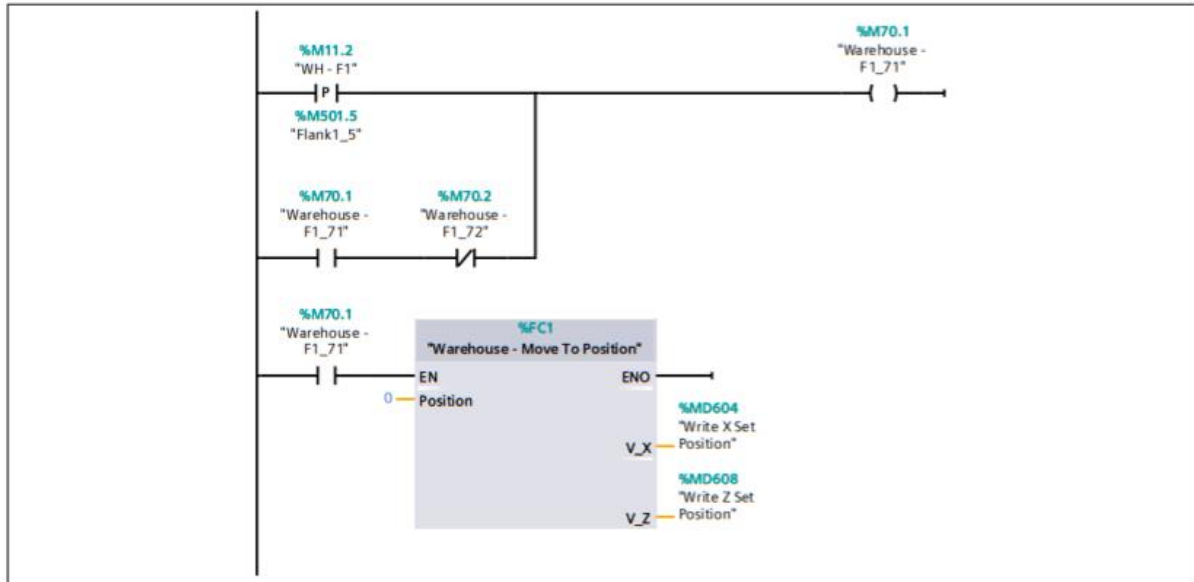 %M11.2
"WH - F1"
P
%M501.5
"Flank1_5"
%M70.1
"Warehouse -
F1_71"
%M70.1
"Warehouse -
F1_71"
%M70.2
"Warehouse -
F1_72"
%M70.1
"Warehouse -
F1_71"
%FC1
"Warehouse - Move To Position"
EN
ENO
0
Position
%MD604
"Write X Set
Position"
V_X
%MD608
"Write Z Set
Position"
V_Z